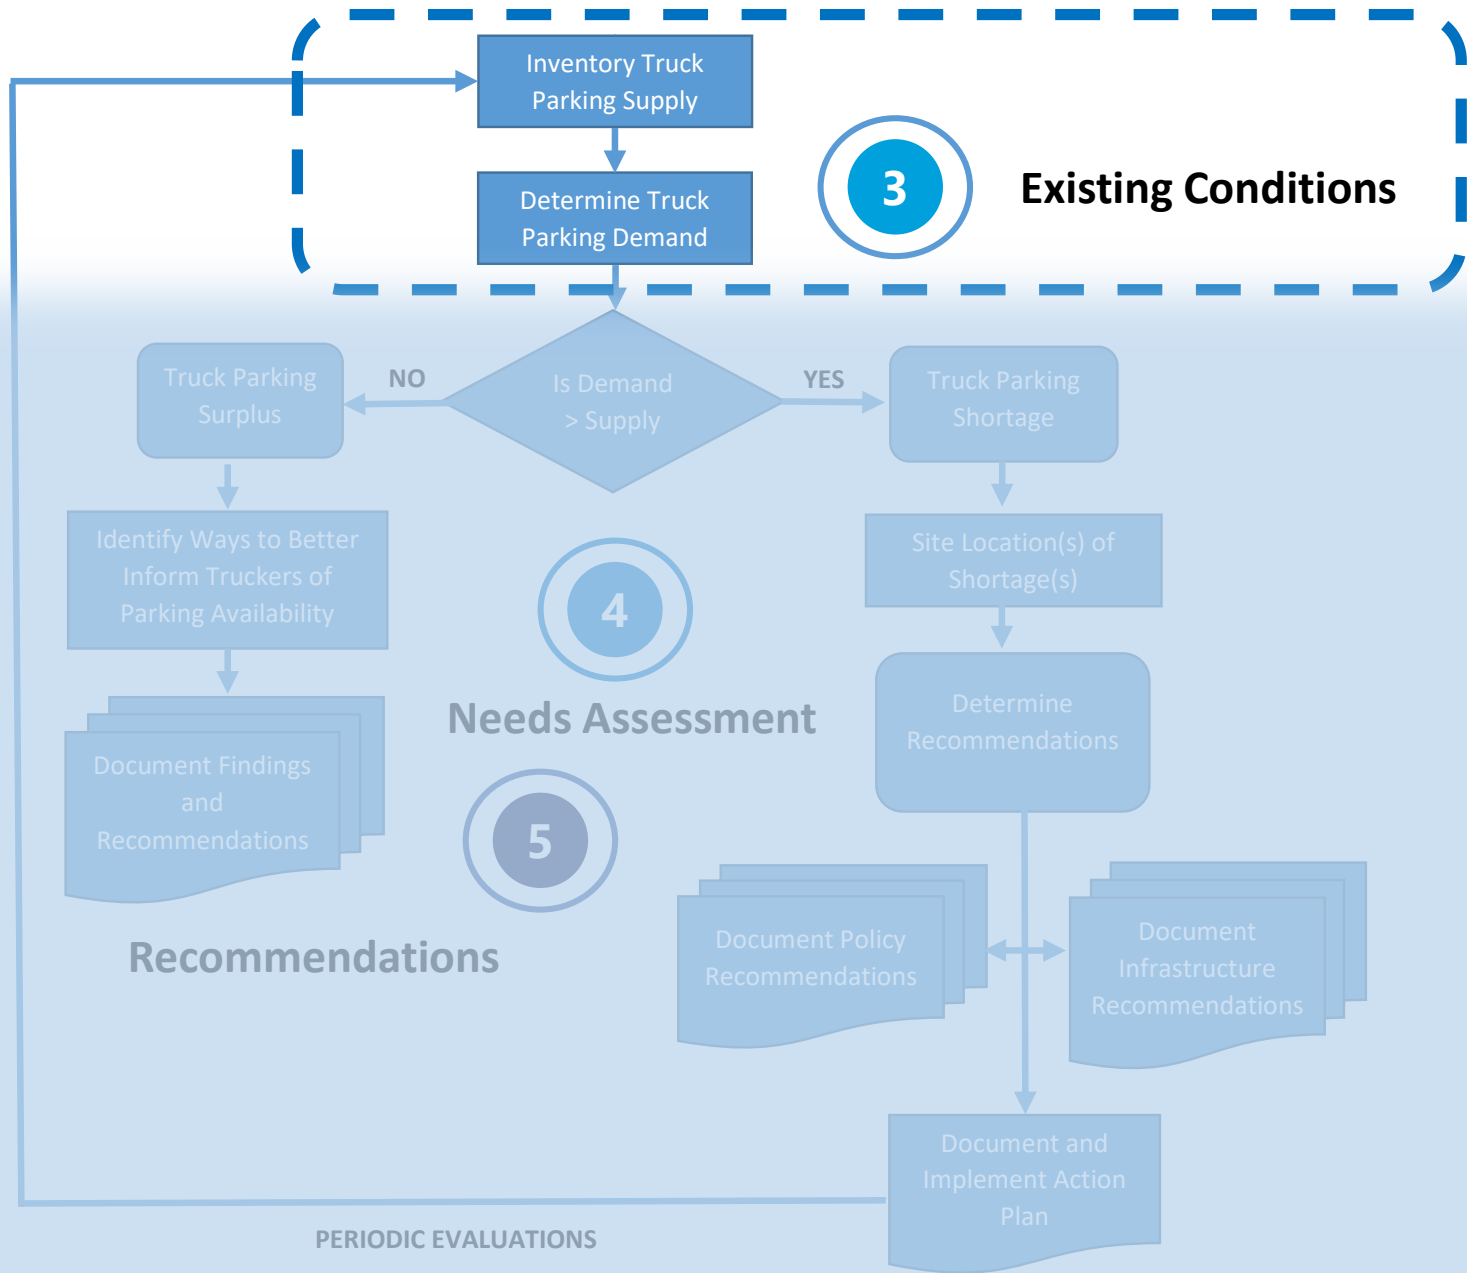 Inventory Truck
Parking Supply
3
Existing Conditions
Determine Truck
Parking Demand
Truck Parking
Surplus
NO
Is Demand
> Supply
YES
Truck Parking
Shortage
Identify Ways to Better
Inform Truckers of
Parking Availability
4
Needs Assessment
Site Location(s) of
Shortage(s)
Determine
Recommendations
Document Findings
and
Recommendations
5
Recommendations
Document Policy
Recommendations
Document
Infrastructure
Recommendations
Document and
Implement Action
Plan
PERIODIC EVALUATIONS